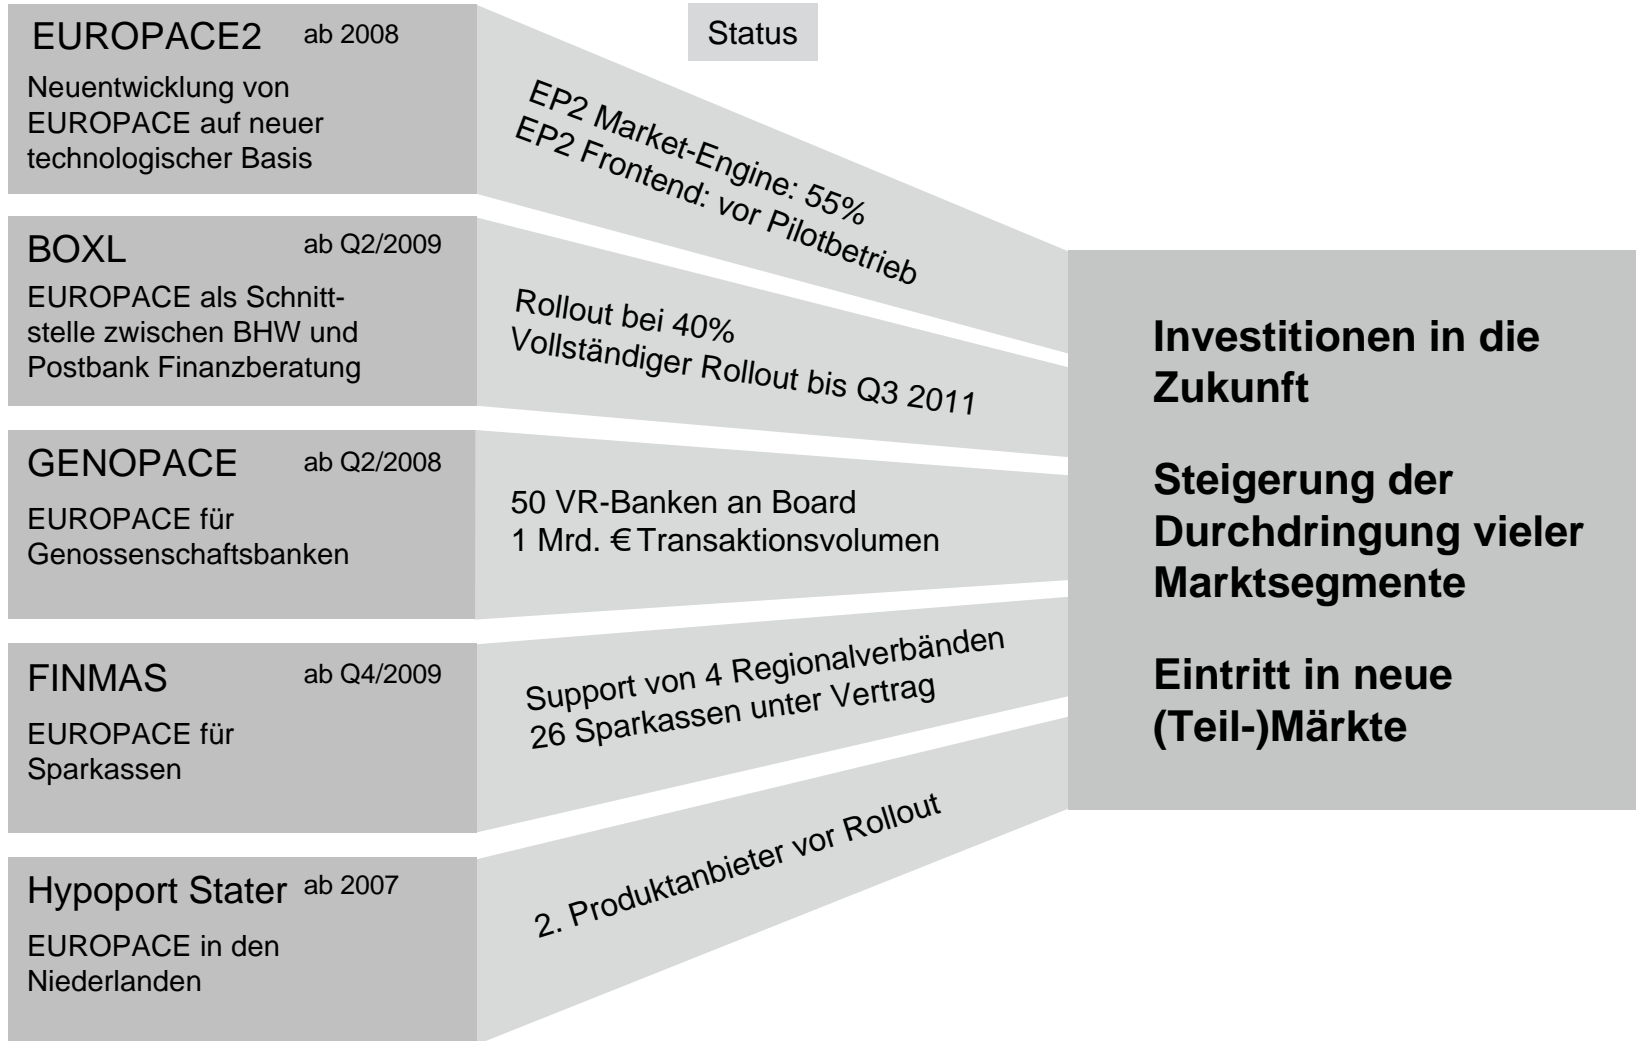 Status
EUROPACE2 ab 2008
Neuentwicklung von
EUROPACE auf neuer
technologischer Basis
EP2 Market-Engine: 55%
EP2 Frontend: vor Pilotbetrieb
BOXL ab Q2/2009
EUROPACE als Schnitt-
stelle zwischen BHW und
Postbank Finanzberatung
Rollout bei 40%
Vollständiger Rollout bis Q3 2011
GENOPACE ab Q2/2008
EUROPACE für
Genossenschaftsbanken
50 VR-Banken an Board
1 Mrd. € Transaktionsvolumen
FINMAS ab Q4/2009
EUROPACE für
Sparkassen
Support von 4 Regionalverbänden
26 Sparkassen unter Vertrag
Hypoport Stater ab 2007
EUROPACE in den
Niederlanden
2. Produktanbieter vor Rollout
Investitionen in die
Zukunft
Steigerung der
Durchdringung vieler
Marktsegmente
Eintritt in neue
(Teil-)Märkte